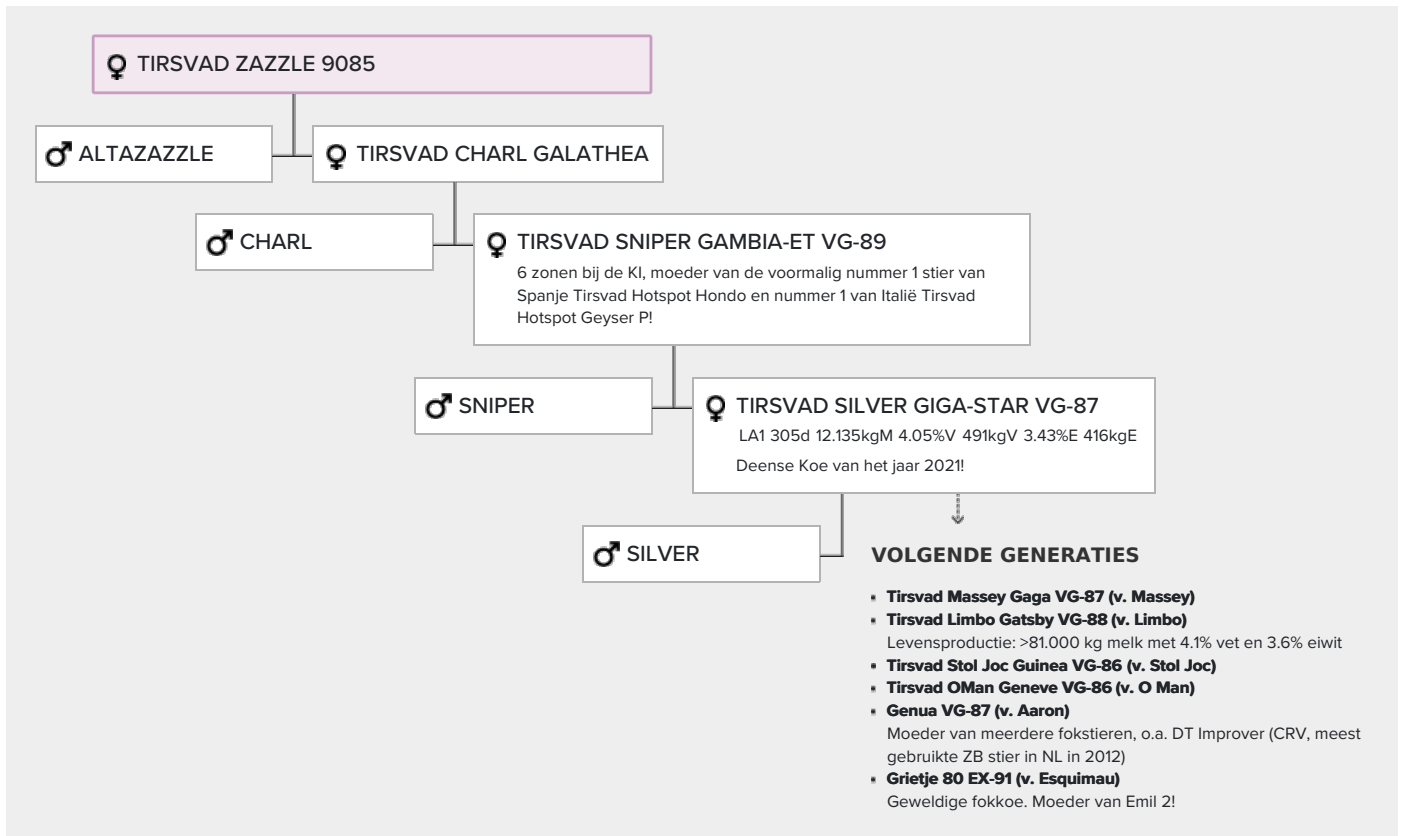 TIRSVAD ZAZZLE 9085
ALTAZAZZLE
TIRSVAD CHARL GALATHEA
CHARL
TIRSVAD SNIPER GAMBIA-ET VG-89
6 zonen bij de KI, moeder van de voormalig nummer 1 stier van
Spanje Tirsvad Hotspot Hondo en nummer 1 van Italië Tirsvad
Hotspot Geyser P!
SNIPER
TIRSVAD SILVER GIGA-STAR VG-87
LA1 305d 12.135kgM 4.05%V 491kgV 3.43%E 416kgE
Deense Koe van het jaar 2021!
SILVER
VOLGENDE GENERATIES
Tirsvad Massey Gaga VG-87 (v. Massey)
Tirsvad Limbo Gatsby VG-88 (v. Limbo)
Levensproductie: >81.000 kg melk met 4.1% vet en 3.6% eiwit
Tirsvad Stol Joc Guinea VG-86 (v. Stol Joc)
Tirsvad OMan Geneve VG-86 (v. O Man)
Genua VG-87 (v. Aaron)
Moeder van meerdere fokstieren, o.a. DT Improver (CRV, meest
gebruikte ZB stier in NL in 2012)
Grietje 80 EX-91 (v. Esquimau)
Geweldige fokkoe. Moeder van Emil 2!